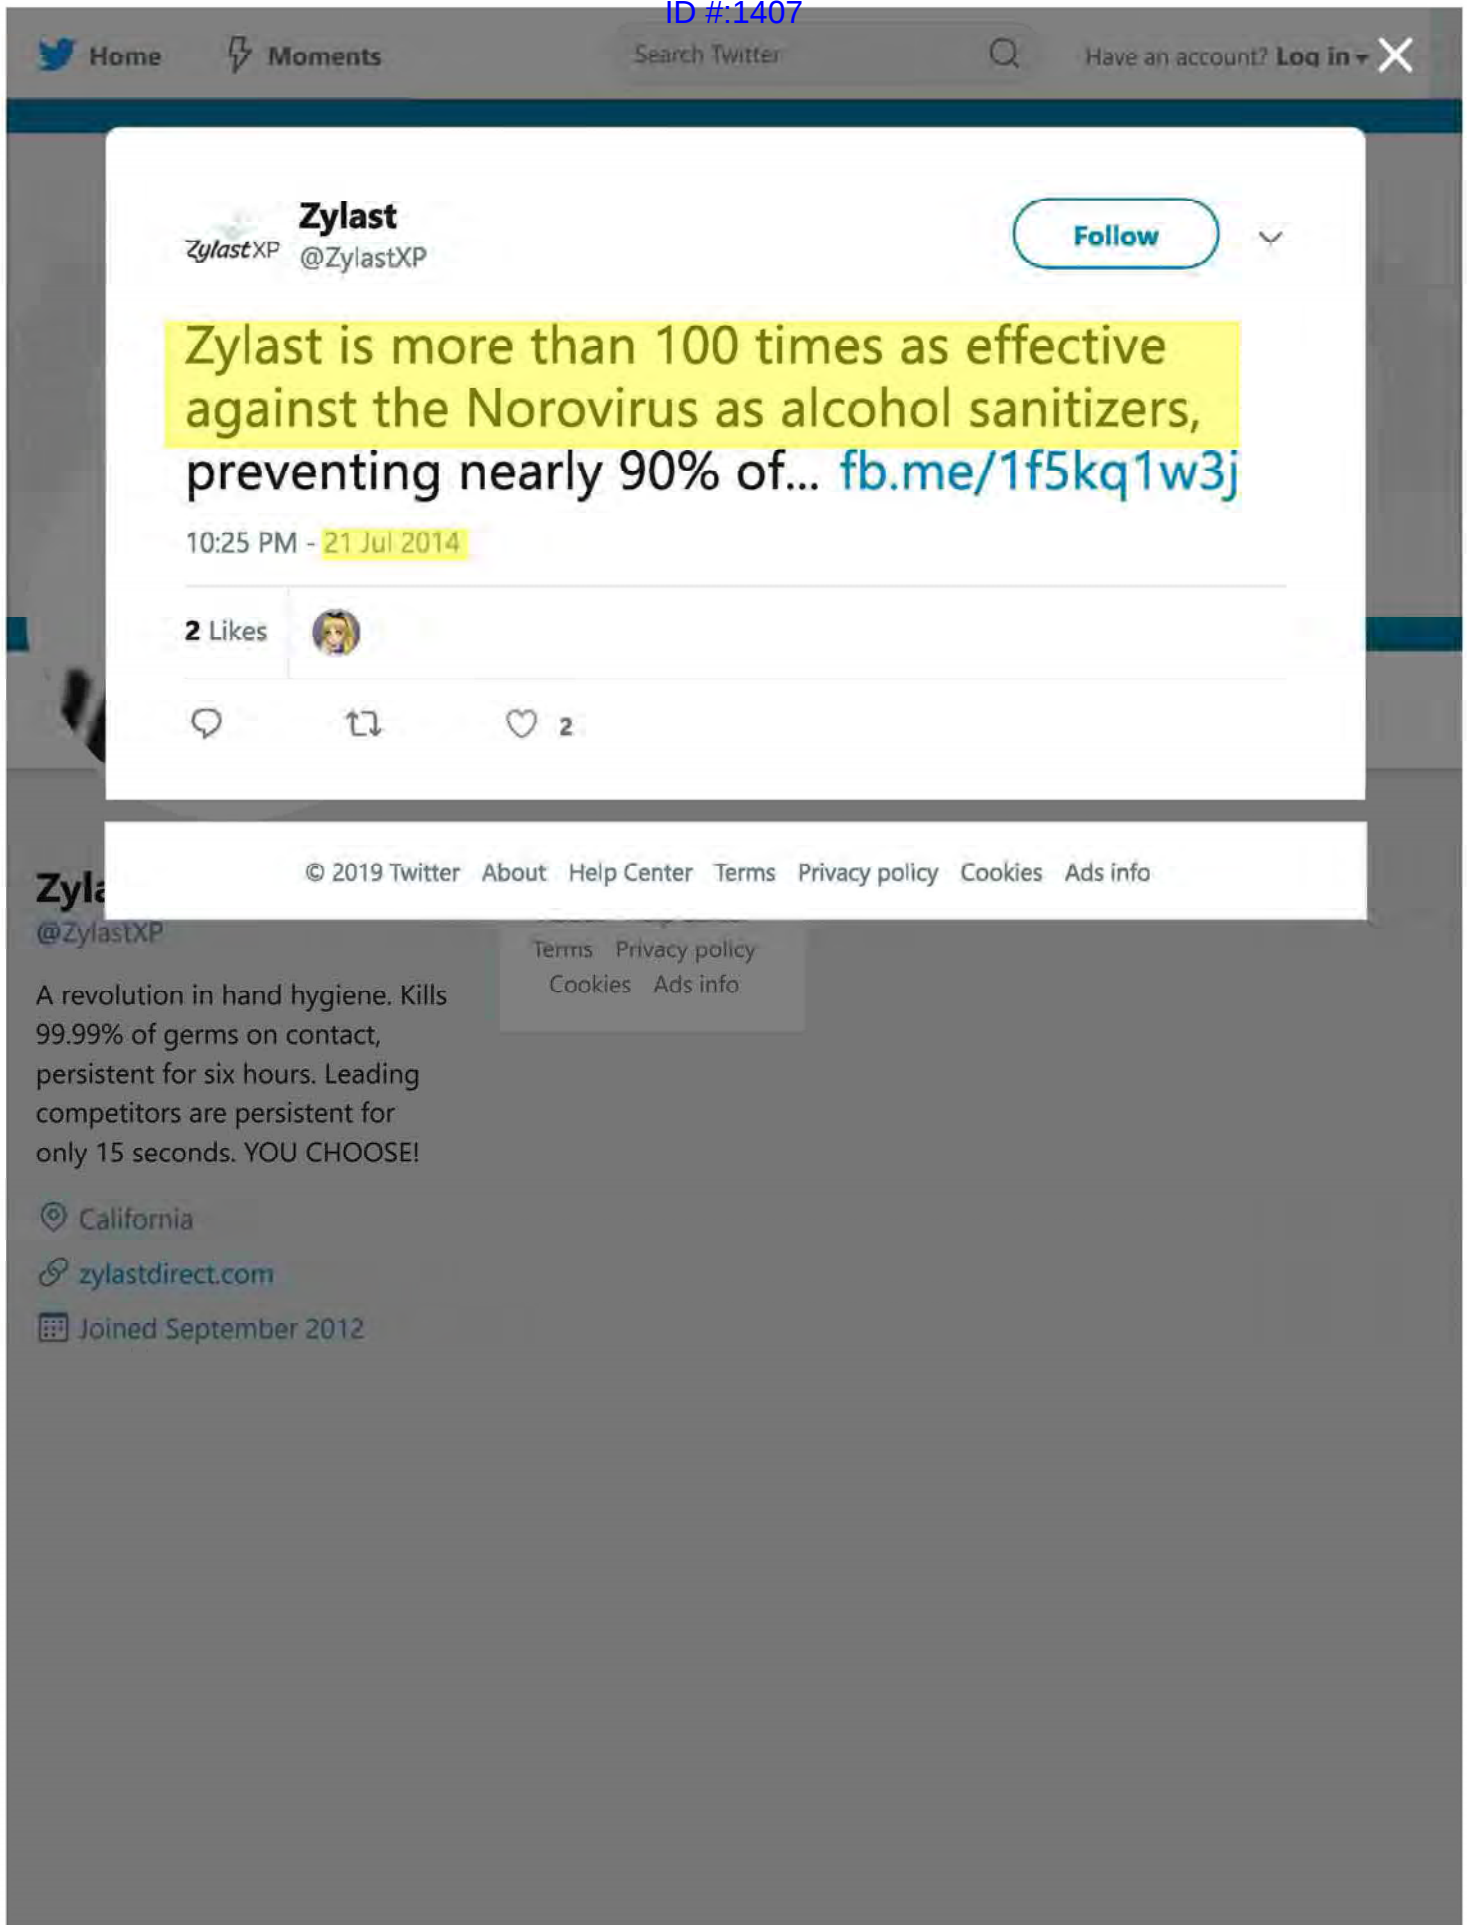 ID #:1407
Home Moments Search Twitter Have an account? Log in
Zylast
ZylastXP @ZylastXP
Follow
Zylast is more than 100 times as effective
against the Norovirus as alcohol sanitizers,
preventing nearly 90% of... fb.me/1f5kq1w3j
10:25 PM - 21 Jul 2014
2 Likes
2
© 2019 Twitter About Help Center Terms Privacy policy Cookies Ads info
Zyla
@ZylastXP
Terms Privacy policy
Cookies Ads info
A revolution in hand hygiene. Kills
99.99% of germs on contact,
persistent for six hours. Leading
competitors are persistent for
only 15 seconds. YOU CHOOSE!
California
zylastdirect.com
Joined September 2012